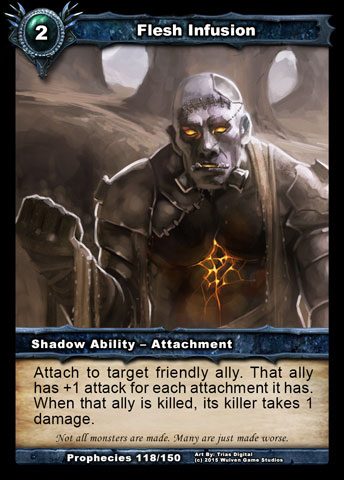 2
Flesh Infusion
Shadow Ability – Attachment
Attach to target friendly ally. That ally
has +1 attack for each attachment it has.
When that ally is killed, its killer takes 1
damage.
Not all monsters are made. Many are just made worse.
Prophecies 118/150
Art By: Trias Digital
(c) 2015 Wulven Game Studios